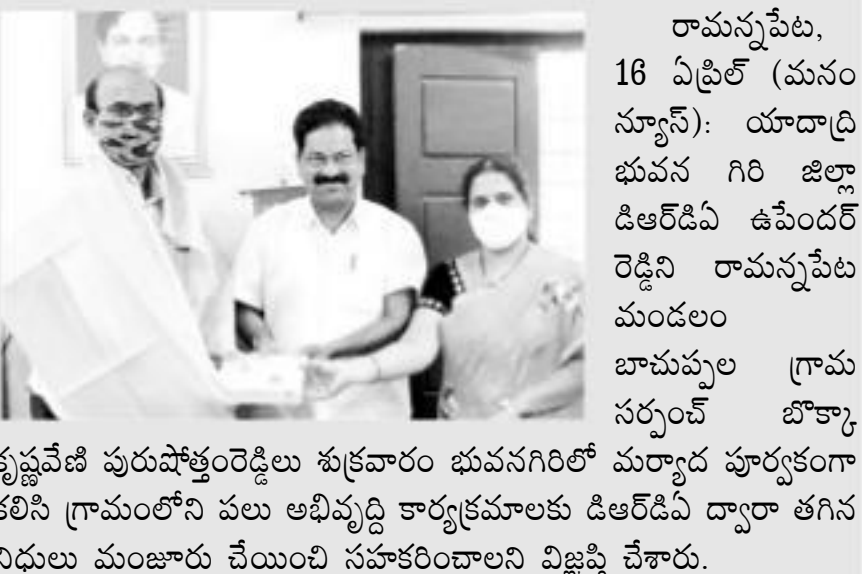 రామన్నపేట,
16 ఏప్రిల్ (మనం
న్యూస్): యాదాద్రి
భువన గిరి జిల్లా
డిఆర్‌డిఏ ఉపేందర్
రెడ్డిని రామన్నపేట
మండలం
బాచుప్పల గ్రామ
సర్పంచ్ బొక్కా
కృష్ణవేణి పురుషోత్తంరెడ్డిలు శుక్రవారం భువనగిరిలో మర్యాద పూర్వకంగా
కలిసి గ్రామంలోని పలు అభివృద్ది కార్యక్రమాలకు డిఆర్‌డిఏ ద్వారా తగిన
నిధులు మంజూరు చేయించి సహకరించాలని విజ్ఞప్తి చేశారు.